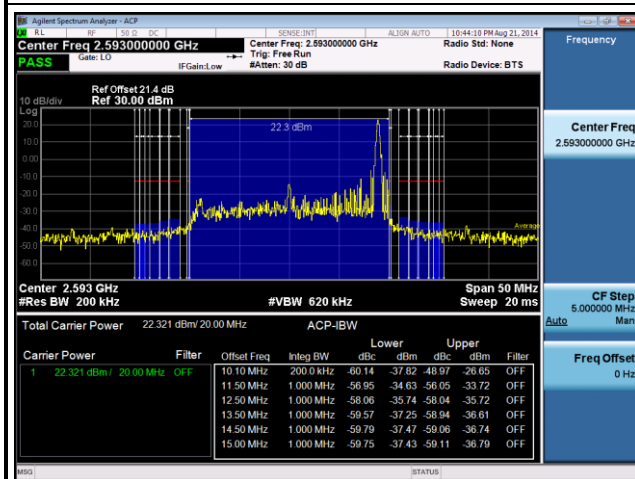 Agilent Spectrum Analyzer - ACP
RL RF 50 Ω DC SENSE:INT ALIGN AUTO 10:44:10 PM Aug 21, 2014
Center Freq 2.593000000 GHz Center Freq: 2.593000000 GHz Radio Std: None
PASS Gate: LO IFGain:Low Trig: Free Run
#Atten: 30 dB Radio Device: BTS
Ref Offset 21.4 dB
10 dB/div Ref 30.00 dBm
Log
20.0
10.0
0.00
-10.0
-20.0
-30.0
-40.0
-50.0
-60.0
22.3 dBm
Average
Center 2.593 GHz Span 50 MHz
#Res BW 200 kHz #VBW 620 kHz Sweep 20 ms
Total Carrier Power 22.321 dBm/ 20.00 MHz ACP-IBW
Lower Upper
Carrier Power Filter Offset Freq Integ BW dBc dBm dBc dBm Filter
1 22.321 dBm / 20.00 MHz OFF 10.10 MHz 200.0 kHz -60.14 -37.82 -48.97 -26.65 OFF
11.50 MHz 1.000 MHz -56.95 -34.63 -56.05 -33.72 OFF
12.50 MHz 1.000 MHz -58.06 -35.74 -58.04 -35.72 OFF
13.50 MHz 1.000 MHz -59.57 -37.25 -58.94 -36.61 OFF
14.50 MHz 1.000 MHz -59.79 -37.47 -59.06 -36.74 OFF
15.00 MHz 1.000 MHz -59.75 -37.43 -59.11 -36.79 OFF
MSG STATUS
Frequency
Center Freq
2.593000000 GHz
CF Step
5.000000 MHz
Auto Man
Freq Offset
0 Hz